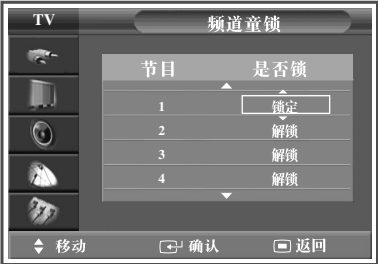 TV
频道童锁
节目 是否锁
1 锁定
2 解锁
3 解锁
4 解锁
移动 确认 返回